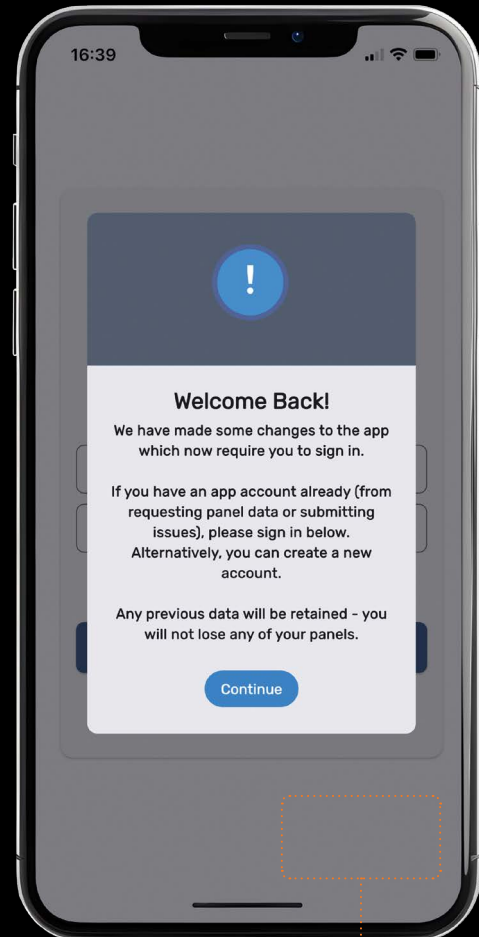 16:39
!
Welcome Back!
We have made some changes to the app
which now require you to sign in.
If you have an app account already (from
requesting panel data or submitting
issues), please sign in below.
Alternatively, you can create a new
account.
Any previous data will be retained - you
will not lose any of your panels.
Continue